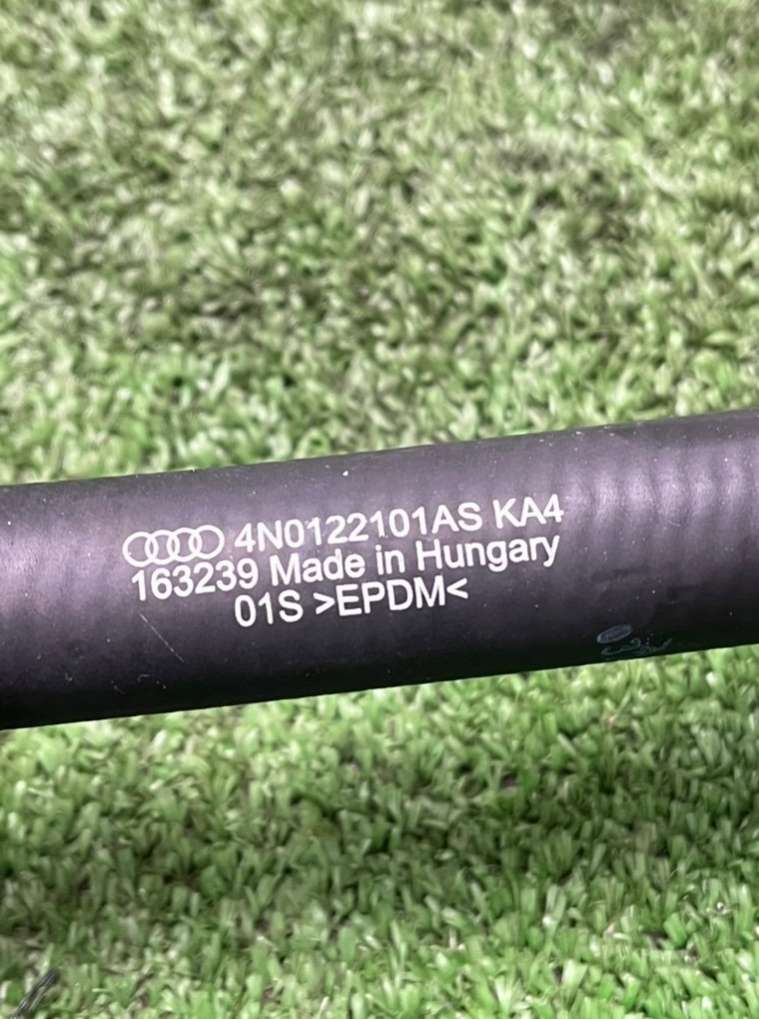 4N0122101AS KA4
163239 Made in Hungary
01S >EPDM<